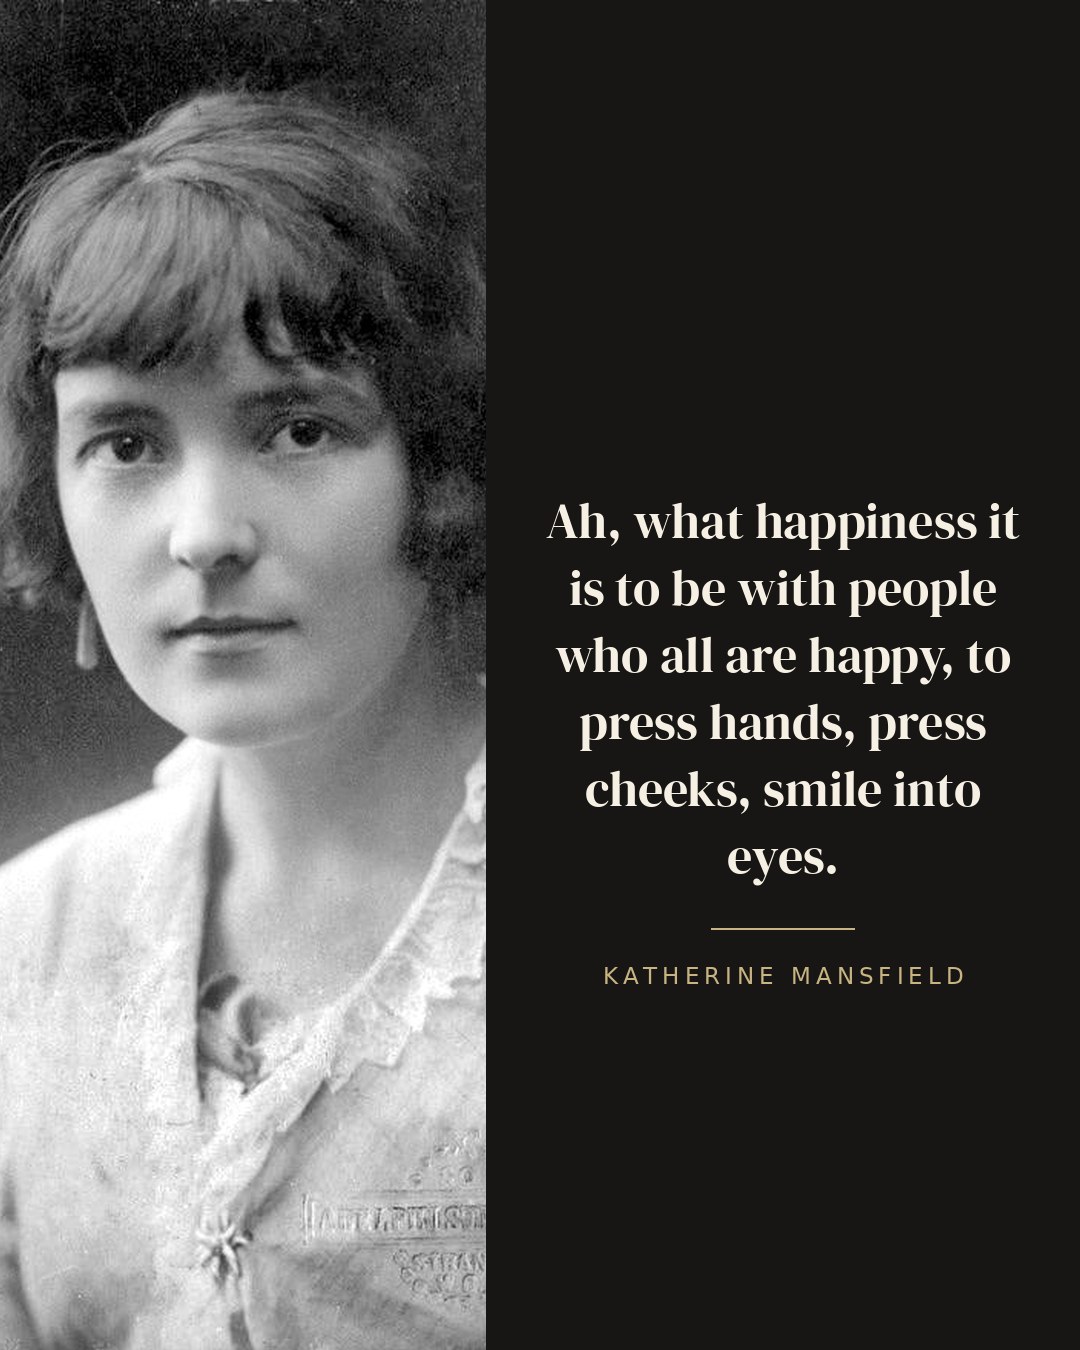 Ah, what happiness it
is to be with people
who all are happy, to
press hands, press
cheeks, smile into
eyes.
KATHERINE MANSFIELD